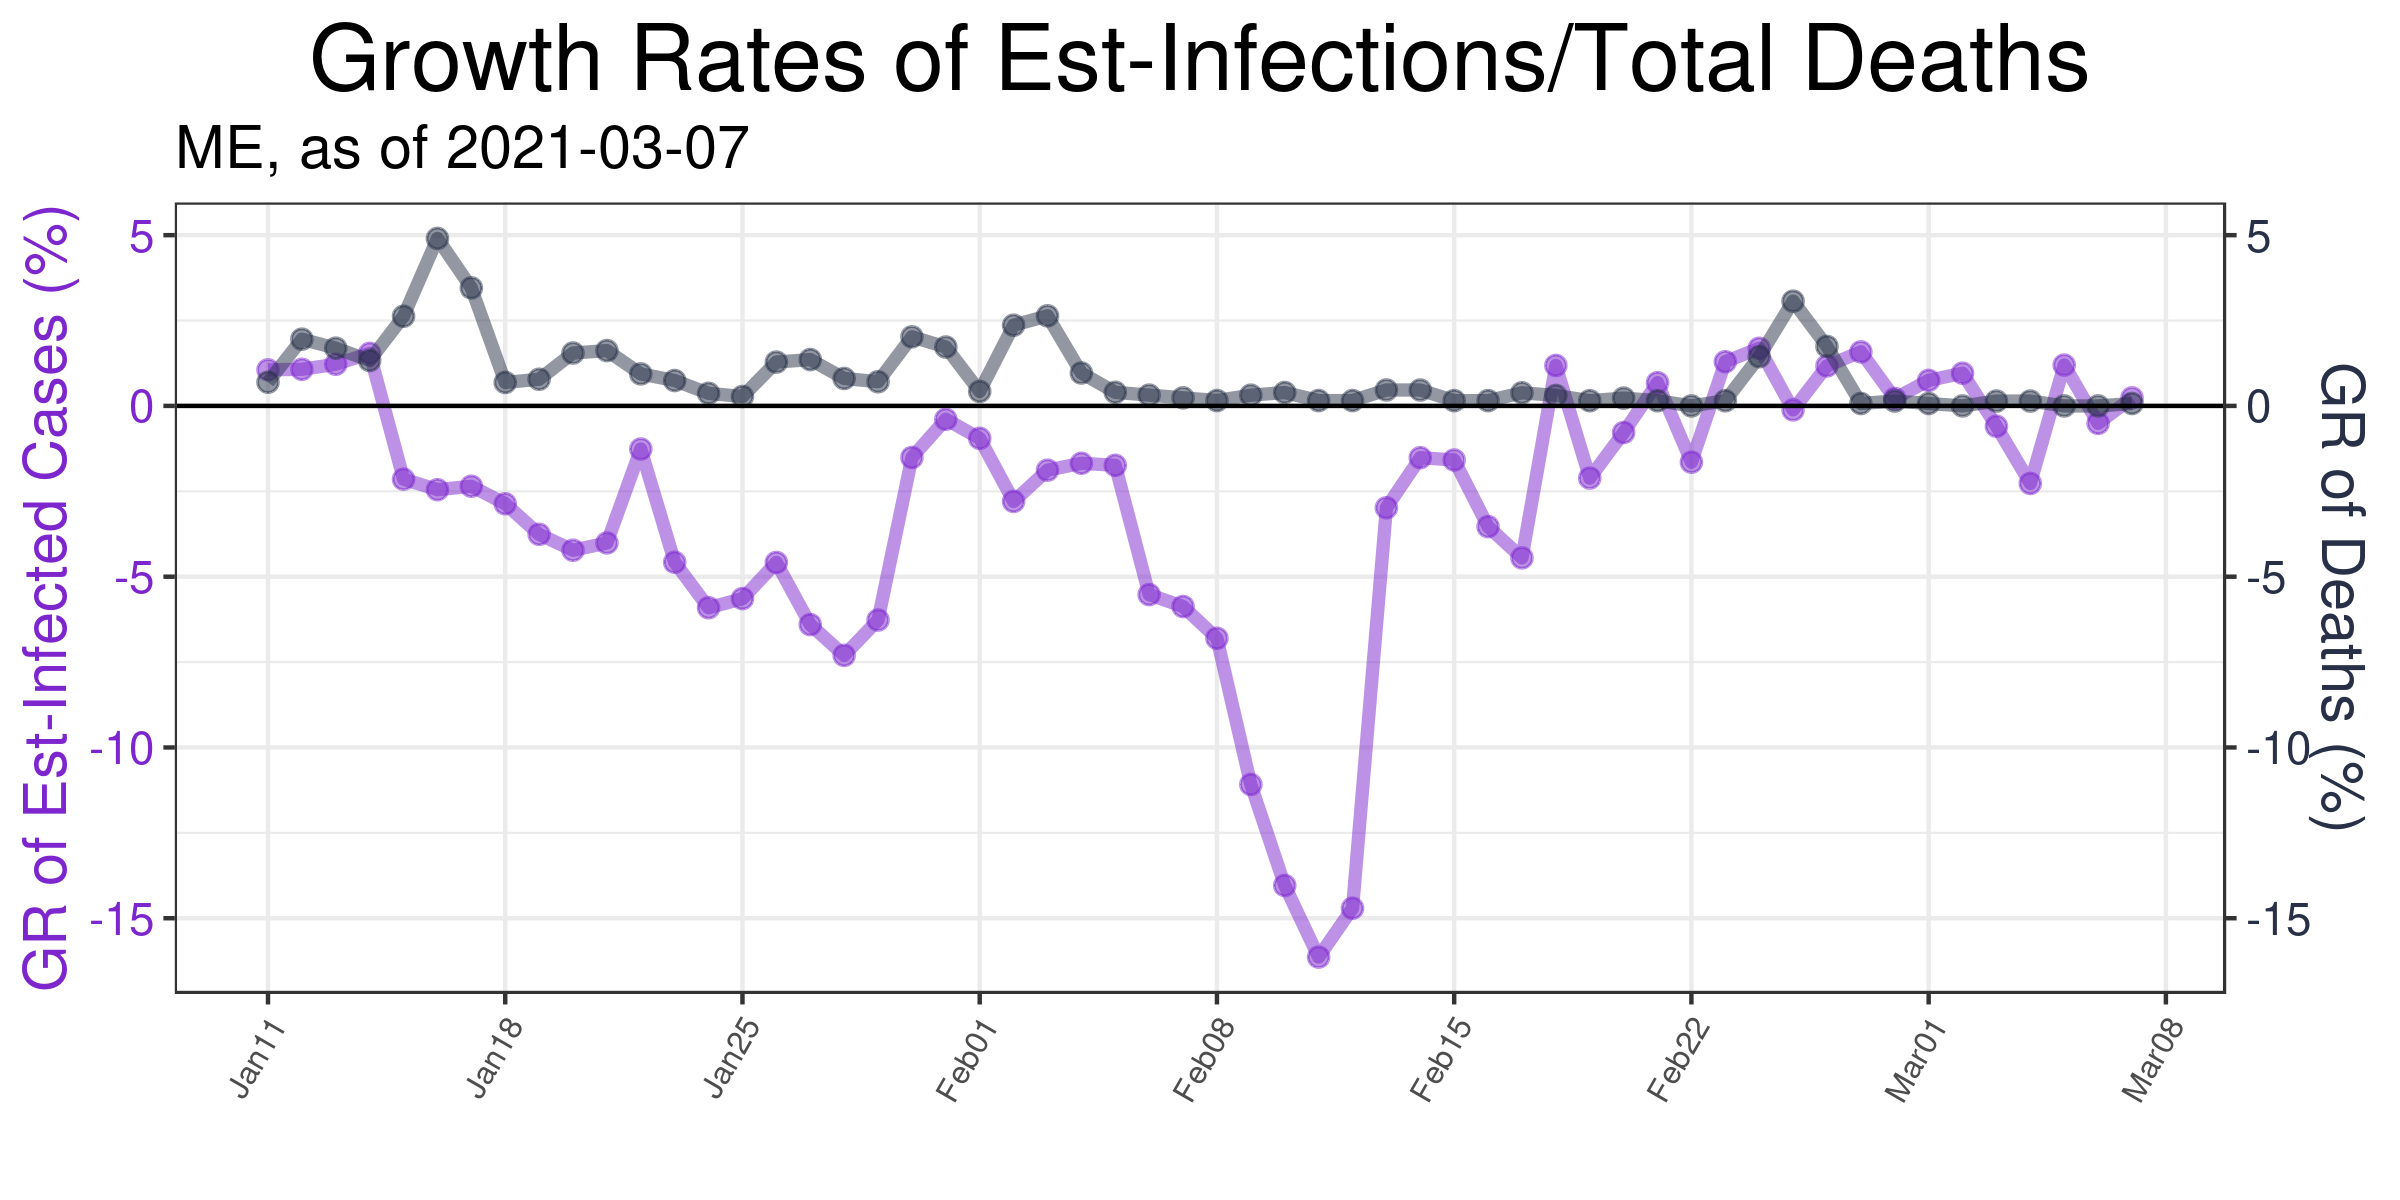 Growth Rates of Est-Infections/Total Deaths
ME, as of 2021-03-07
GR of Est-Infected Cases (%)
5
0
-5
-10
-15
5
0
-5
-10
-15
GR of Deaths (%)
Jan11
Jan18
Jan25
Feb01
Feb08
Feb15
Feb22
Mar01
Mar08